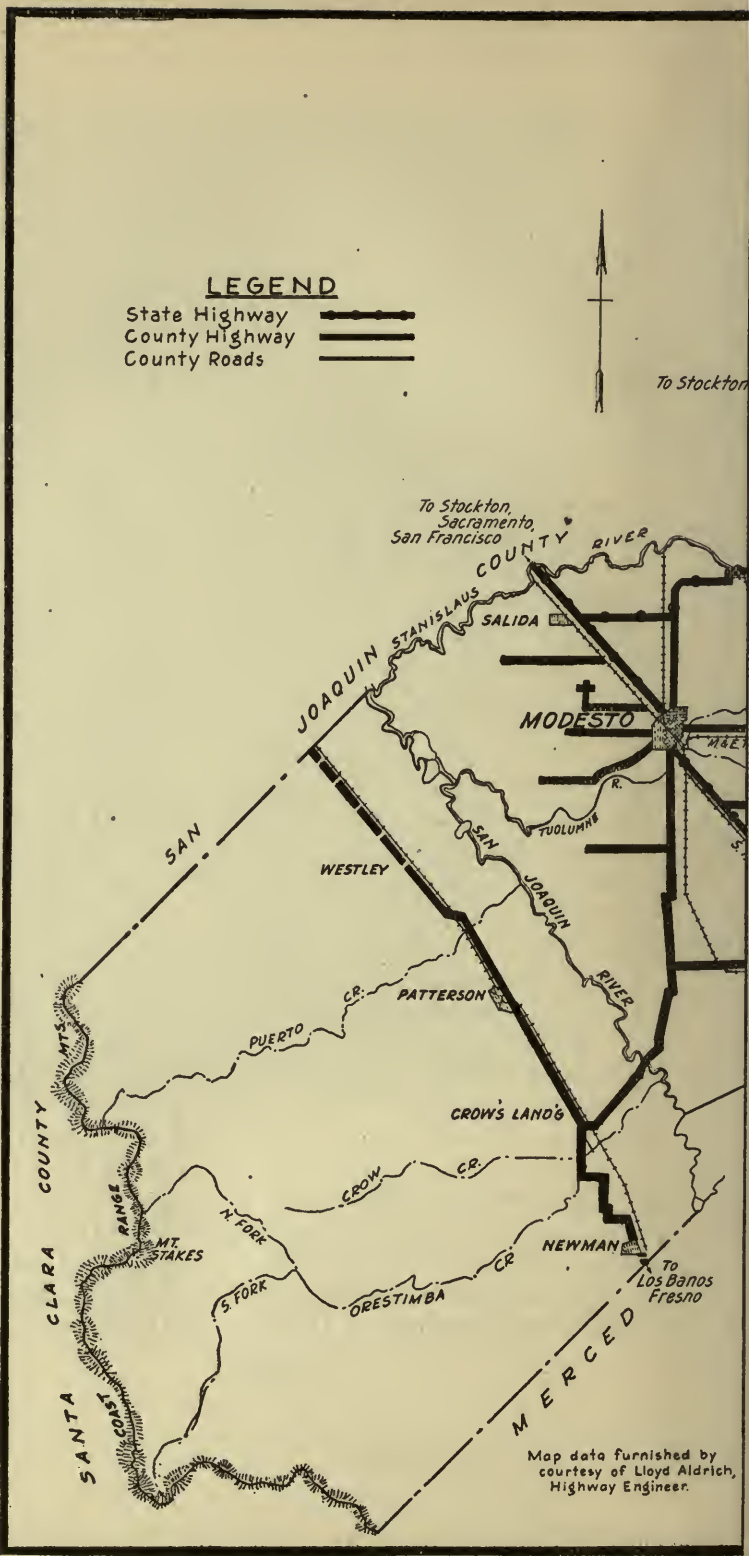 LEGEND
State Highway
County Highway
County Roads
To Stockton
To Stockton,
Sacramento,
San Francisco
COUNTY
RIVER
STANISLAUS
SALIDA
JOAQUIN
MODESTO
M.&E.T.
R.
TUOLUMNE
S.
SAN
SAN
WESTLEY
JOAQUIN
RIVER
CR.
PATTERSON
PUERTO
MTS.
CROW'S LAND'G
COUNTY
CROW
CR.
RANGE
N. FORK
MT.
STAKES
NEWMAN
CR
To
Los Banos
Fresno
CLARA
S. FORK
ORESTIMBA
MERCED
COAST
SANTA
Map data furnished by
courtesy of Lloyd Aldrich,
Highway Engineer.